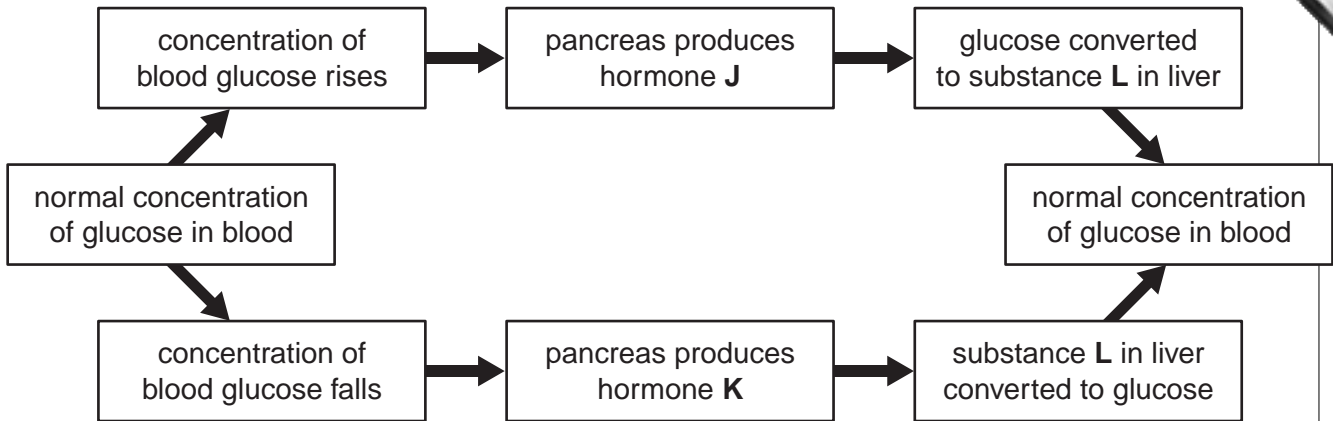 concentration of
blood glucose rises
pancreas produces
hormone J
glucose converted
to substance L in liver
normal concentration
of glucose in blood
normal concentration
of glucose in blood
concentration of
blood glucose falls
pancreas produces
hormone K
substance L in liver
converted to glucose